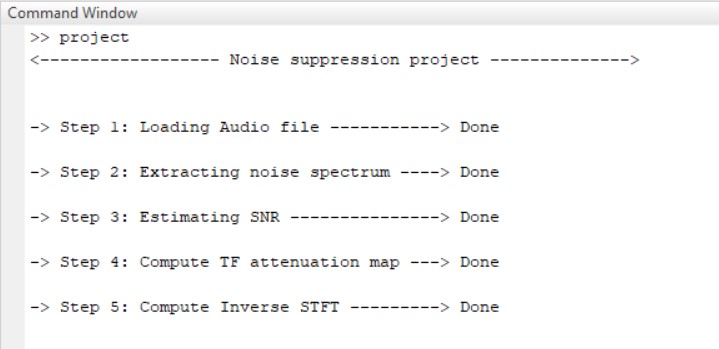 Command Window
>> project
<------------------ Noise suppression project -------------->
-> Step 1: Loading Audio file -----------> Done
-> Step 2: Extracting noise spectrum ----> Done
-> Step 3: Estimating SNR ---------------> Done
-> Step 4: Compute TF attenuation map ---> Done
-> Step 5: Compute Inverse STFT ---------> Done